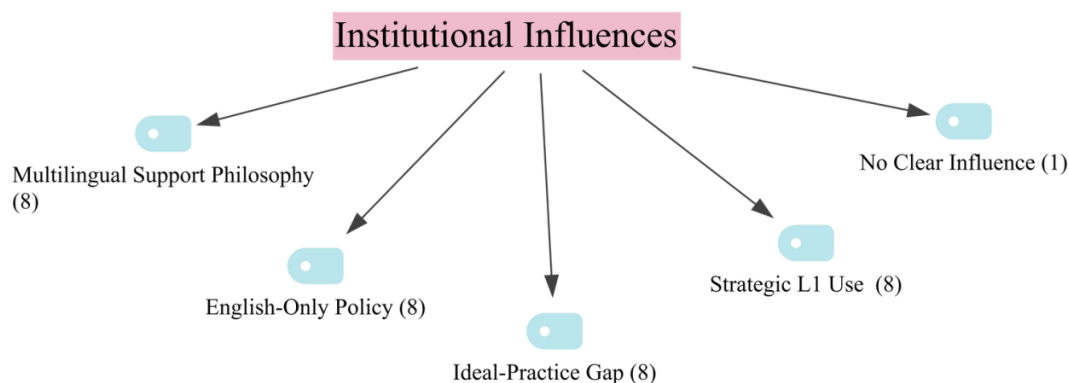 Institutional Influences
Multilingual Support Philosophy
(8)
No Clear Influence (1)
English-Only Policy (8)
Strategic L1 Use (8)
Ideal-Practice Gap (8)